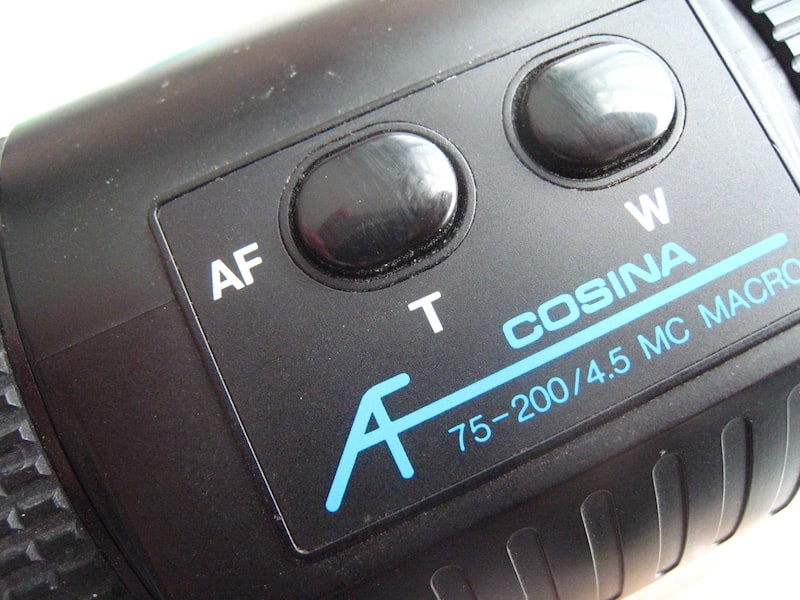 AF
T
W
COSINA
AF
75-200/4.5 MC MACRO